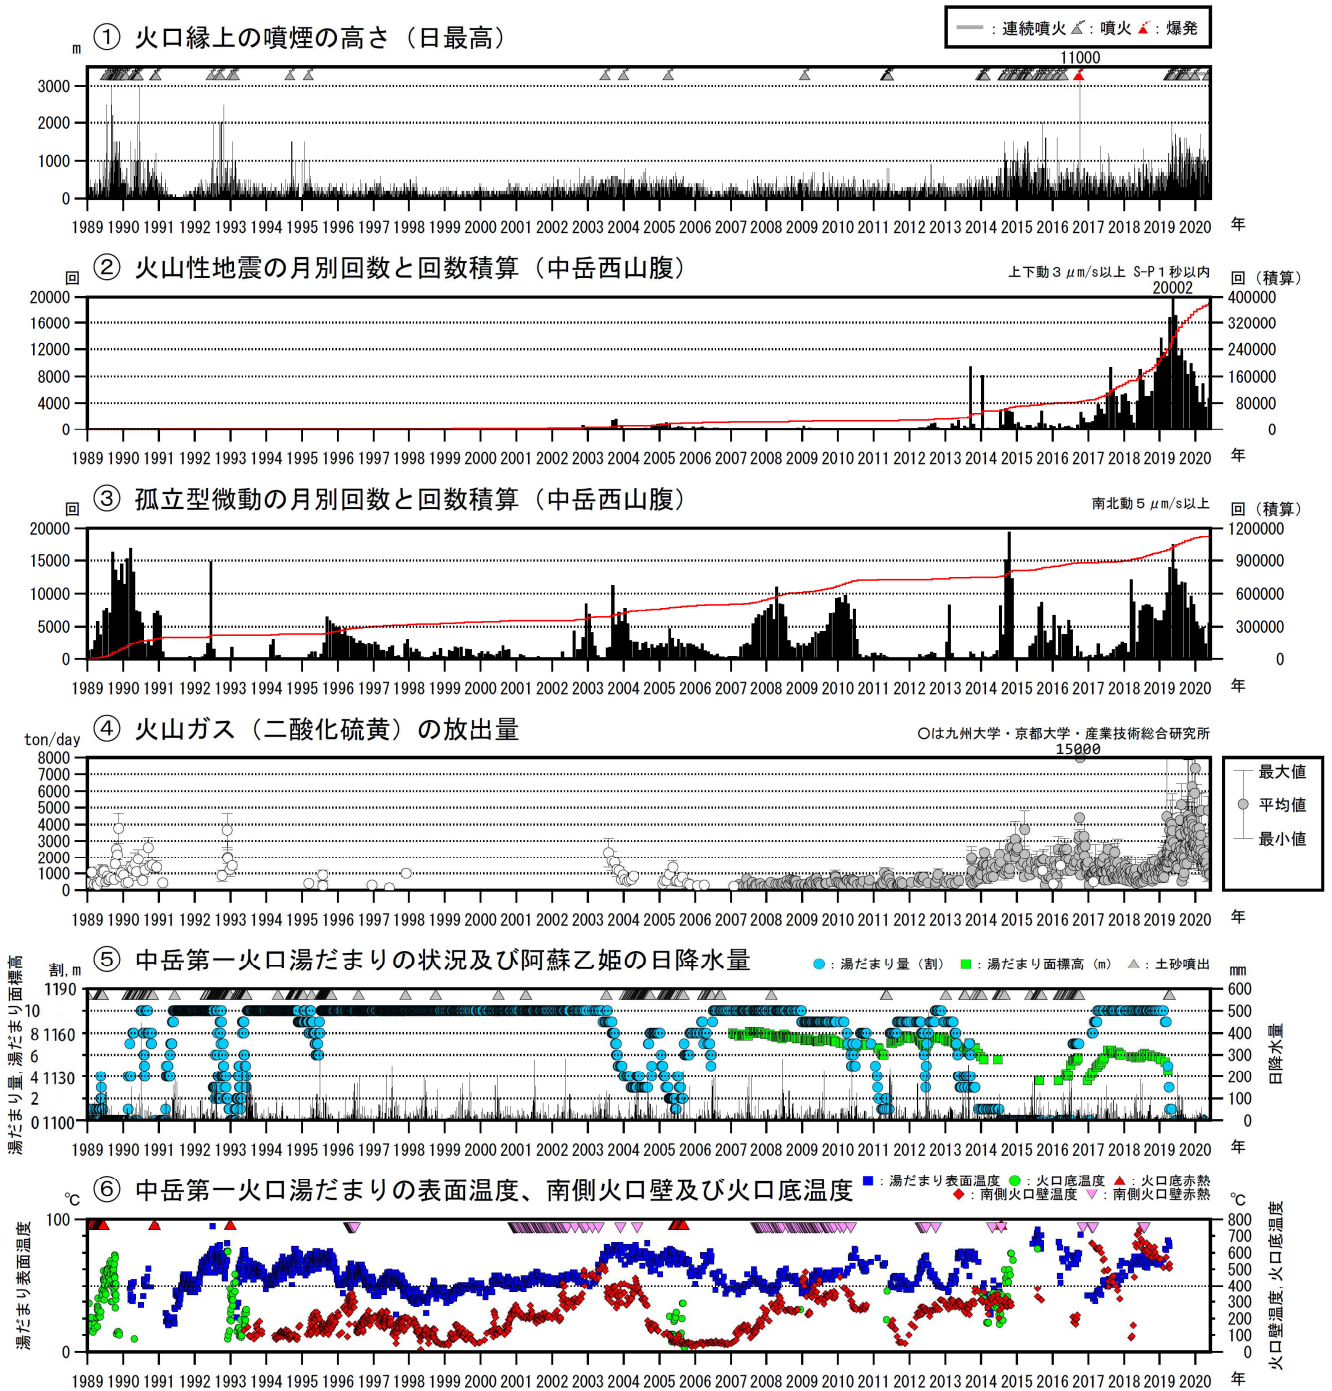 ① 火口縁上の噴煙の高さ（日最高）
：連続噴火 ：噴火 ：爆発
m
11000
3000
2000
1000
0
1989 1990 1991 1992 1993 1994 1995 1996 1997 1998 1999 2000 2001 2002 2003 2004 2005 2006 2007 2008 2009 2010 2011 2012 2013 2014 2015 2016 2017 2018 2019 2020 年
② 火山性地震の月別回数と回数積算（中岳西山腹）
上下動３μm/s以上 S-P１秒以内
回
回（積算）
20002
20000 400000
16000 320000
12000 240000
8000 160000
4000 80000
0 0
1989 1990 1991 1992 1993 1994 1995 1996 1997 1998 1999 2000 2001 2002 2003 2004 2005 2006 2007 2008 2009 2010 2011 2012 2013 2014 2015 2016 2017 2018 2019 2020 年
③ 孤立型微動の月別回数と回数積算（中岳西山腹）
南北動５μm/s以上
回
回（積算）
20000 1200000
15000 900000
10000 600000
5000 300000
0 0
1989 1990 1991 1992 1993 1994 1995 1996 1997 1998 1999 2000 2001 2002 2003 2004 2005 2006 2007 2008 2009 2010 2011 2012 2013 2014 2015 2016 2017 2018 2019 2020 年
④ 火山ガス（二酸化硫黄）の放出量
ton/day
○は九州大学・京都大学・産業技術総合研究所
15000
8000
7000
6000
5000
4000
3000
2000
1000
0
最大値
平均値
最小値
1989 1990 1991 1992 1993 1994 1995 1996 1997 1998 1999 2000 2001 2002 2003 2004 2005 2006 2007 2008 2009 2010 2011 2012 2013 2014 2015 2016 2017 2018 2019 2020 年
⑤ 中岳第一火口湯だまりの状況及び阿蘇乙姫の日降水量
：湯だまり量（割） ：湯だまり面標高（m） ：土砂噴出
割,m
mm
湯だまり量,湯だまり面標高
日降水量
1190 600
10 500
8 1160 400
6 300
4 1130 200
2 100
0 1100 0
1989 1990 1991 1992 1993 1994 1995 1996 1997 1998 1999 2000 2001 2002 2003 2004 2005 2006 2007 2008 2009 2010 2011 2012 2013 2014 2015 2016 2017 2018 2019 2020 年
⑥ 中岳第一火口湯だまりの表面温度、南側火口壁及び火口底温度
：湯だまり表面温度 ：火口底温度 ：火口底赤熱
：南側火口壁温度 ：南側火口壁赤熱
℃
℃
湯だまり表面温度
火口壁温度,火口底温度
100 800
700
600
500
50 400
300
200
100
0 0
1989 1990 1991 1992 1993 1994 1995 1996 1997 1998 1999 2000 2001 2002 2003 2004 2005 2006 2007 2008 2009 2010 2011 2012 2013 2014 2015 2016 2017 2018 2019 2020 年